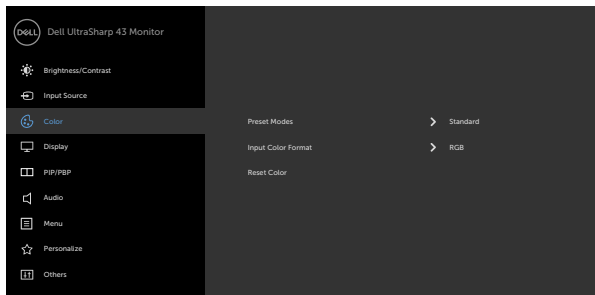 DELL Dell UltraSharp 43 Monitor
Brightness/Contrast
Input Source
Color
Preset Modes Standard
Display
Input Color Format RGB
PIP/PBP
Reset Color
Audio
Menu
Personalize
Others